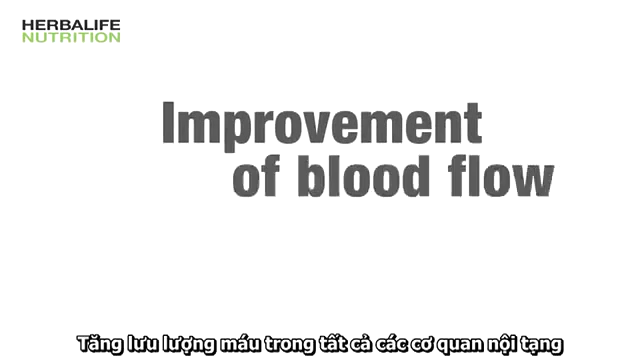 HERBALIFE
NUTRITION
Improvement
of blood flow
Tăng lưu lượng máu trong tất cả các cơ quan nội tạng